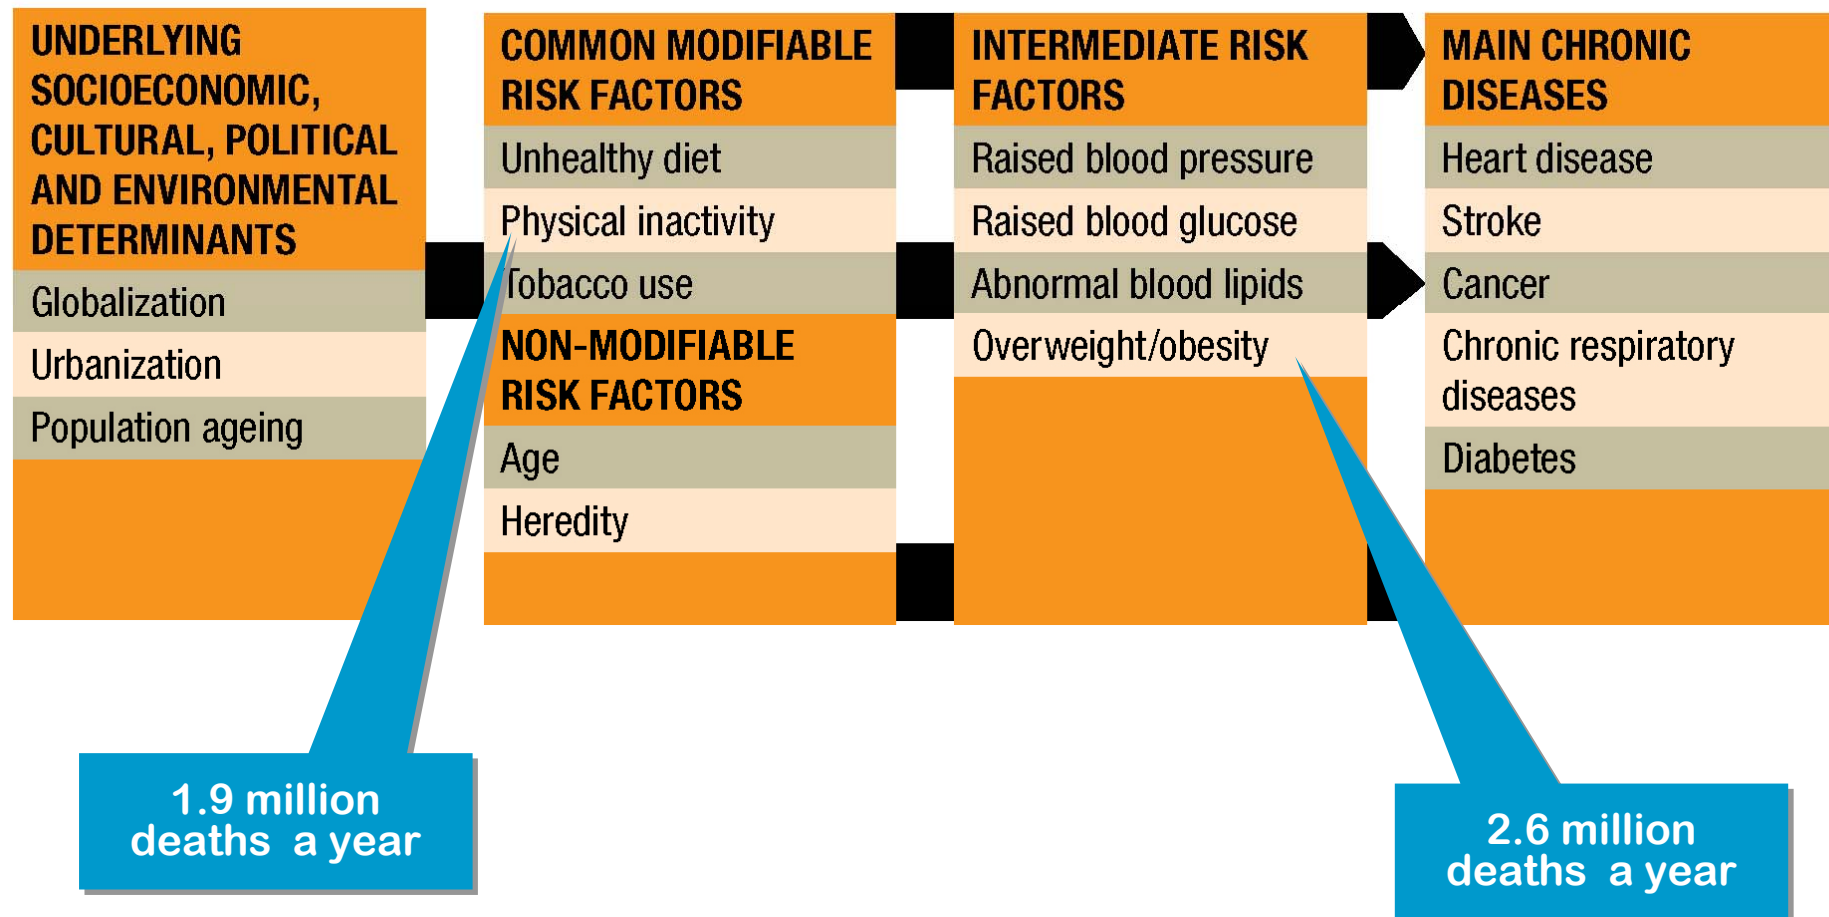 UNDERLYING
SOCIOECONOMIC,
CULTURAL, POLITICAL
AND ENVIRONMENTAL
DETERMINANTS
Globalization
Urbanization
Population ageing
COMMON MODIFIABLE
RISK FACTORS
Unhealthy diet
Physical inactivity
Tobacco use
NON-MODIFIABLE
RISK FACTORS
Age
Heredity
INTERMEDIATE RISK
FACTORS
Raised blood pressure
Raised blood glucose
Abnormal blood lipids
Overweight/obesity
MAIN CHRONIC
DISEASES
Heart disease
Stroke
Cancer
Chronic respiratory
diseases
Diabetes
1.9 million
deaths a year
2.6 million
deaths a year